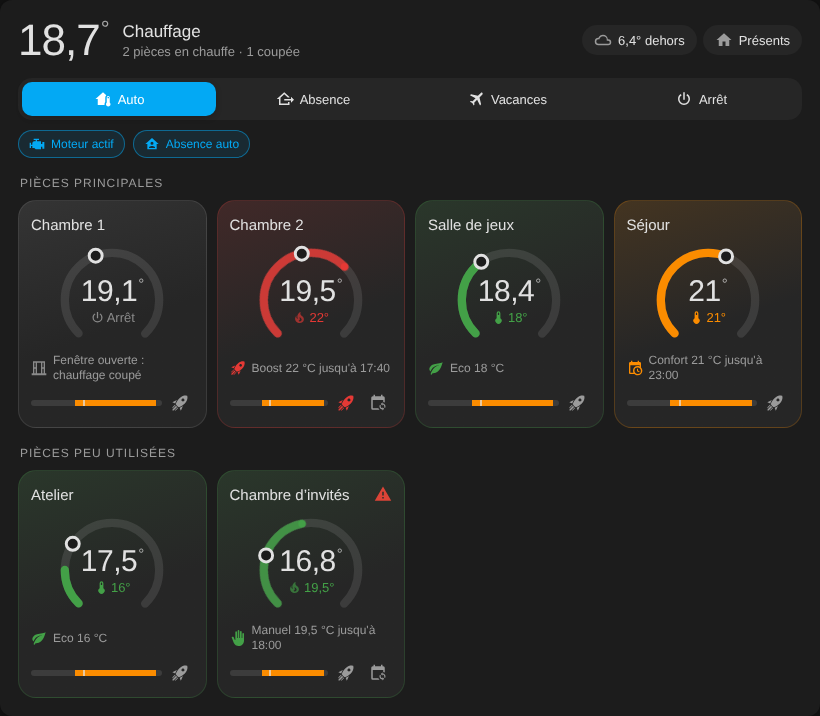 18,7°
Chauffage
2 pièces en chauffe · 1 coupée
6,4° dehors
Présents
Auto
Absence
Vacances
Arrêt
Moteur actif
Absence auto
PIÈCES PRINCIPALES
Chambre 1
19,1°
Arrêt
Fenêtre ouverte :
chauffage coupé
Chambre 2
19,5°
22°
Boost 22 °C jusqu'à 17:40
Salle de jeux
18,4°
18°
Eco 18 °C
Séjour
21°
21°
Confort 21 °C jusqu'à
23:00
PIÈCES PEU UTILISÉES
Atelier
17,5°
16°
Eco 16 °C
Chambre d’invités
16,8°
19,5°
Manuel 19,5 °C jusqu'à
18:00